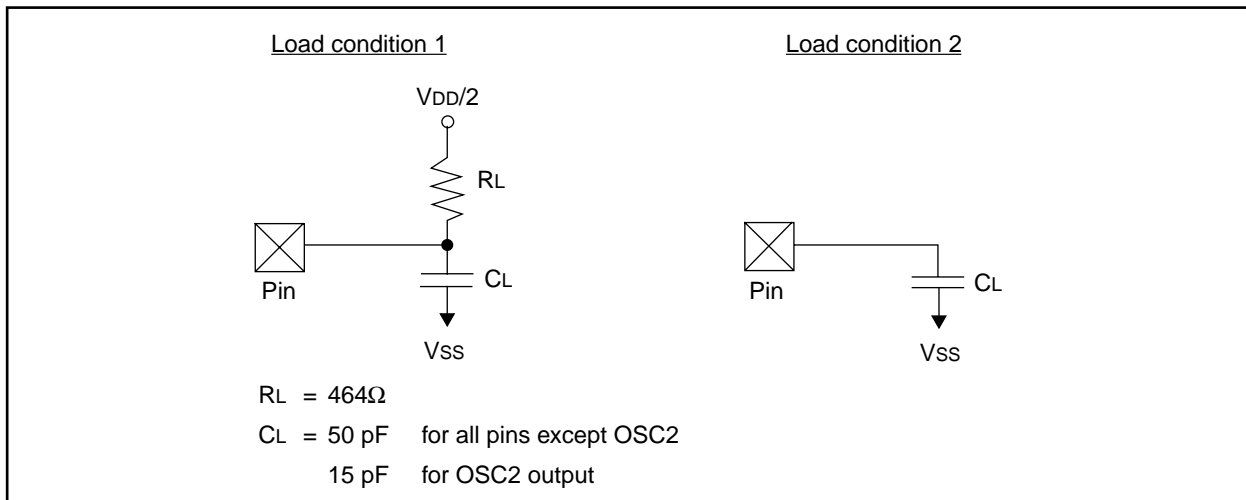 Load condition 1
Load condition 2
VDD/2
RL
Pin
CL
VSS
Pin
CL
VSS
RL = 464Ω
CL = 50 pF for all pins except OSC2
15 pF for OSC2 output